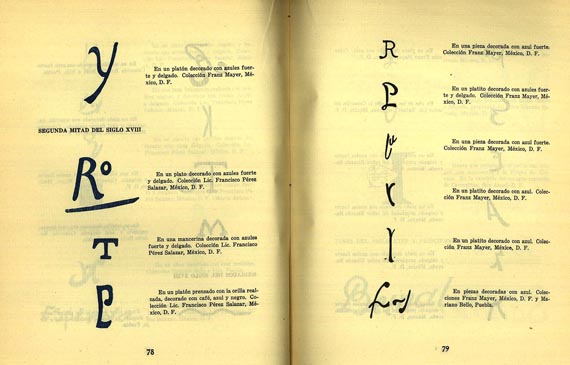 y
En un platón decorado con azules fuer-
te y delgado. Colección Franz Mayer, Mé-
xico, D. F.
SEGUNDA MITAD DEL SIGLO XVIII
Rº
En un plato decorado con azules fuerte
y delgado. Colección Lic. Francisco Pérez
Salazar, México, D. F.
T
En una mancerina decorada con azules
fuerte y delgado. Colección Lic. Francisco
Pérez Salazar, México, D. F.
P
En un platón prensado con la orilla real-
zada, decorado con café, azul y negro. Co-
lección Lic. Francisco Pérez Salazar, Mé-
xico, D. F.
78
R
En una pieza decorada con azul fuerte.
Colección Franz Mayer, México, D. F.
P
En un platito decorado con azules fuerte
y delgado. Colección Franz Mayer, Méxi-
co, D. F.
En una pieza decorada con azul fuerte.
Colección Franz Mayer, México, D. F.
En un platito decorado con azul. Colec-
ción Franz Mayer, México, D. F.
En un platito decorado con azul. Colec-
ción Franz Mayer, México, D. F.
En piezas decoradas con azul. Colec-
ciones Franz Mayer, México, D. F. y Ma-
riano Bello, Puebla.
79